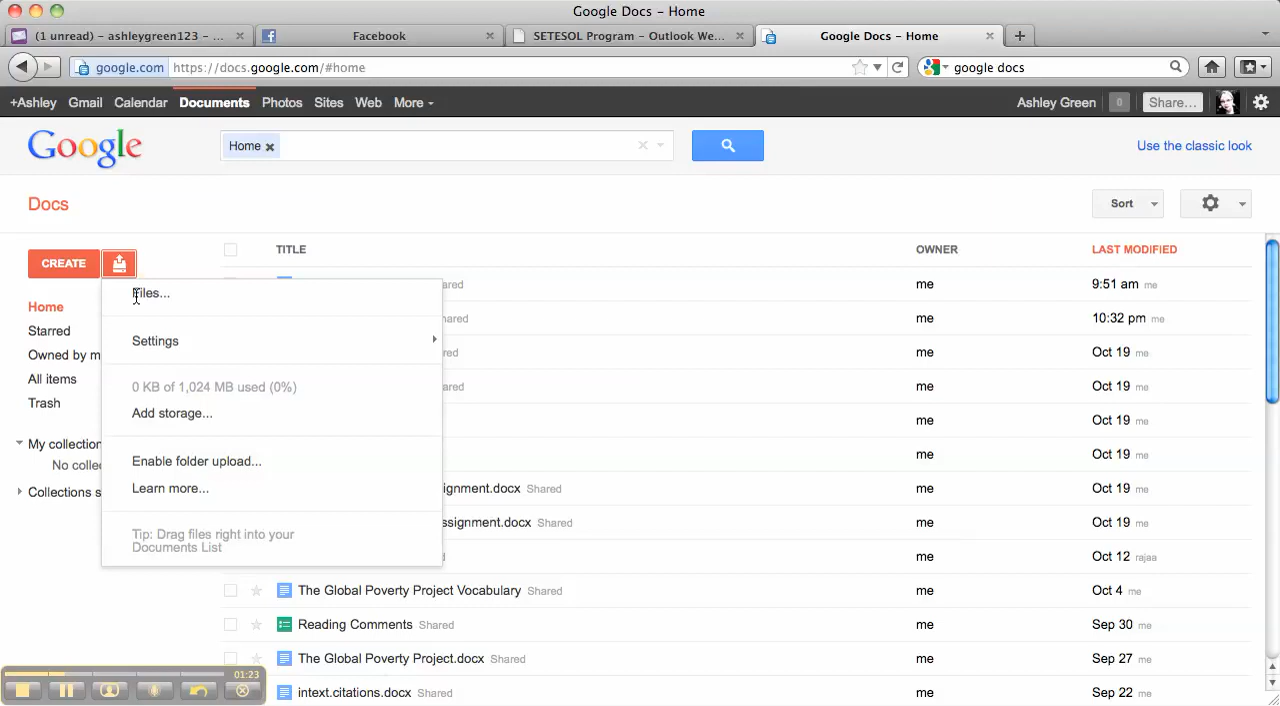 Google Docs - Home
(1 unread) - ashleygreen123 - ...
Facebook
SETESOL Program - Outlook We...
Google Docs - Home
google.com https://docs.google.com/#home
google docs
+Ashley Gmail Calendar Documents Photos Sites Web More
Ashley Green 0 Share...
Google
Home
Use the classic look
Docs
Sort
CREATE
TITLE OWNER LAST MODIFIED
Files...
ared me 9:51 am me
Home
hared me 10:32 pm me
Starred
Settings
Owned by m
red me Oct 19 me
All items
0 KB of 1,024 MB used (0%)
ared me Oct 19 me
Trash
Add storage...
me Oct 19 me
My collection
me Oct 19 me
Enable folder upload...
No colle
Learn more...
Collections s
ignment.docx Shared me Oct 19 me
ssignment.docx Shared me Oct 19 me
Tip: Drag files right into your
Documents List
me Oct 12 rajaa
The Global Poverty Project Vocabulary Shared me Oct 4 me
Reading Comments Shared me Sep 30 me
The Global Poverty Project.docx Shared me Sep 27 me
01:23
intext.citations.docx Shared me Sep 22 me